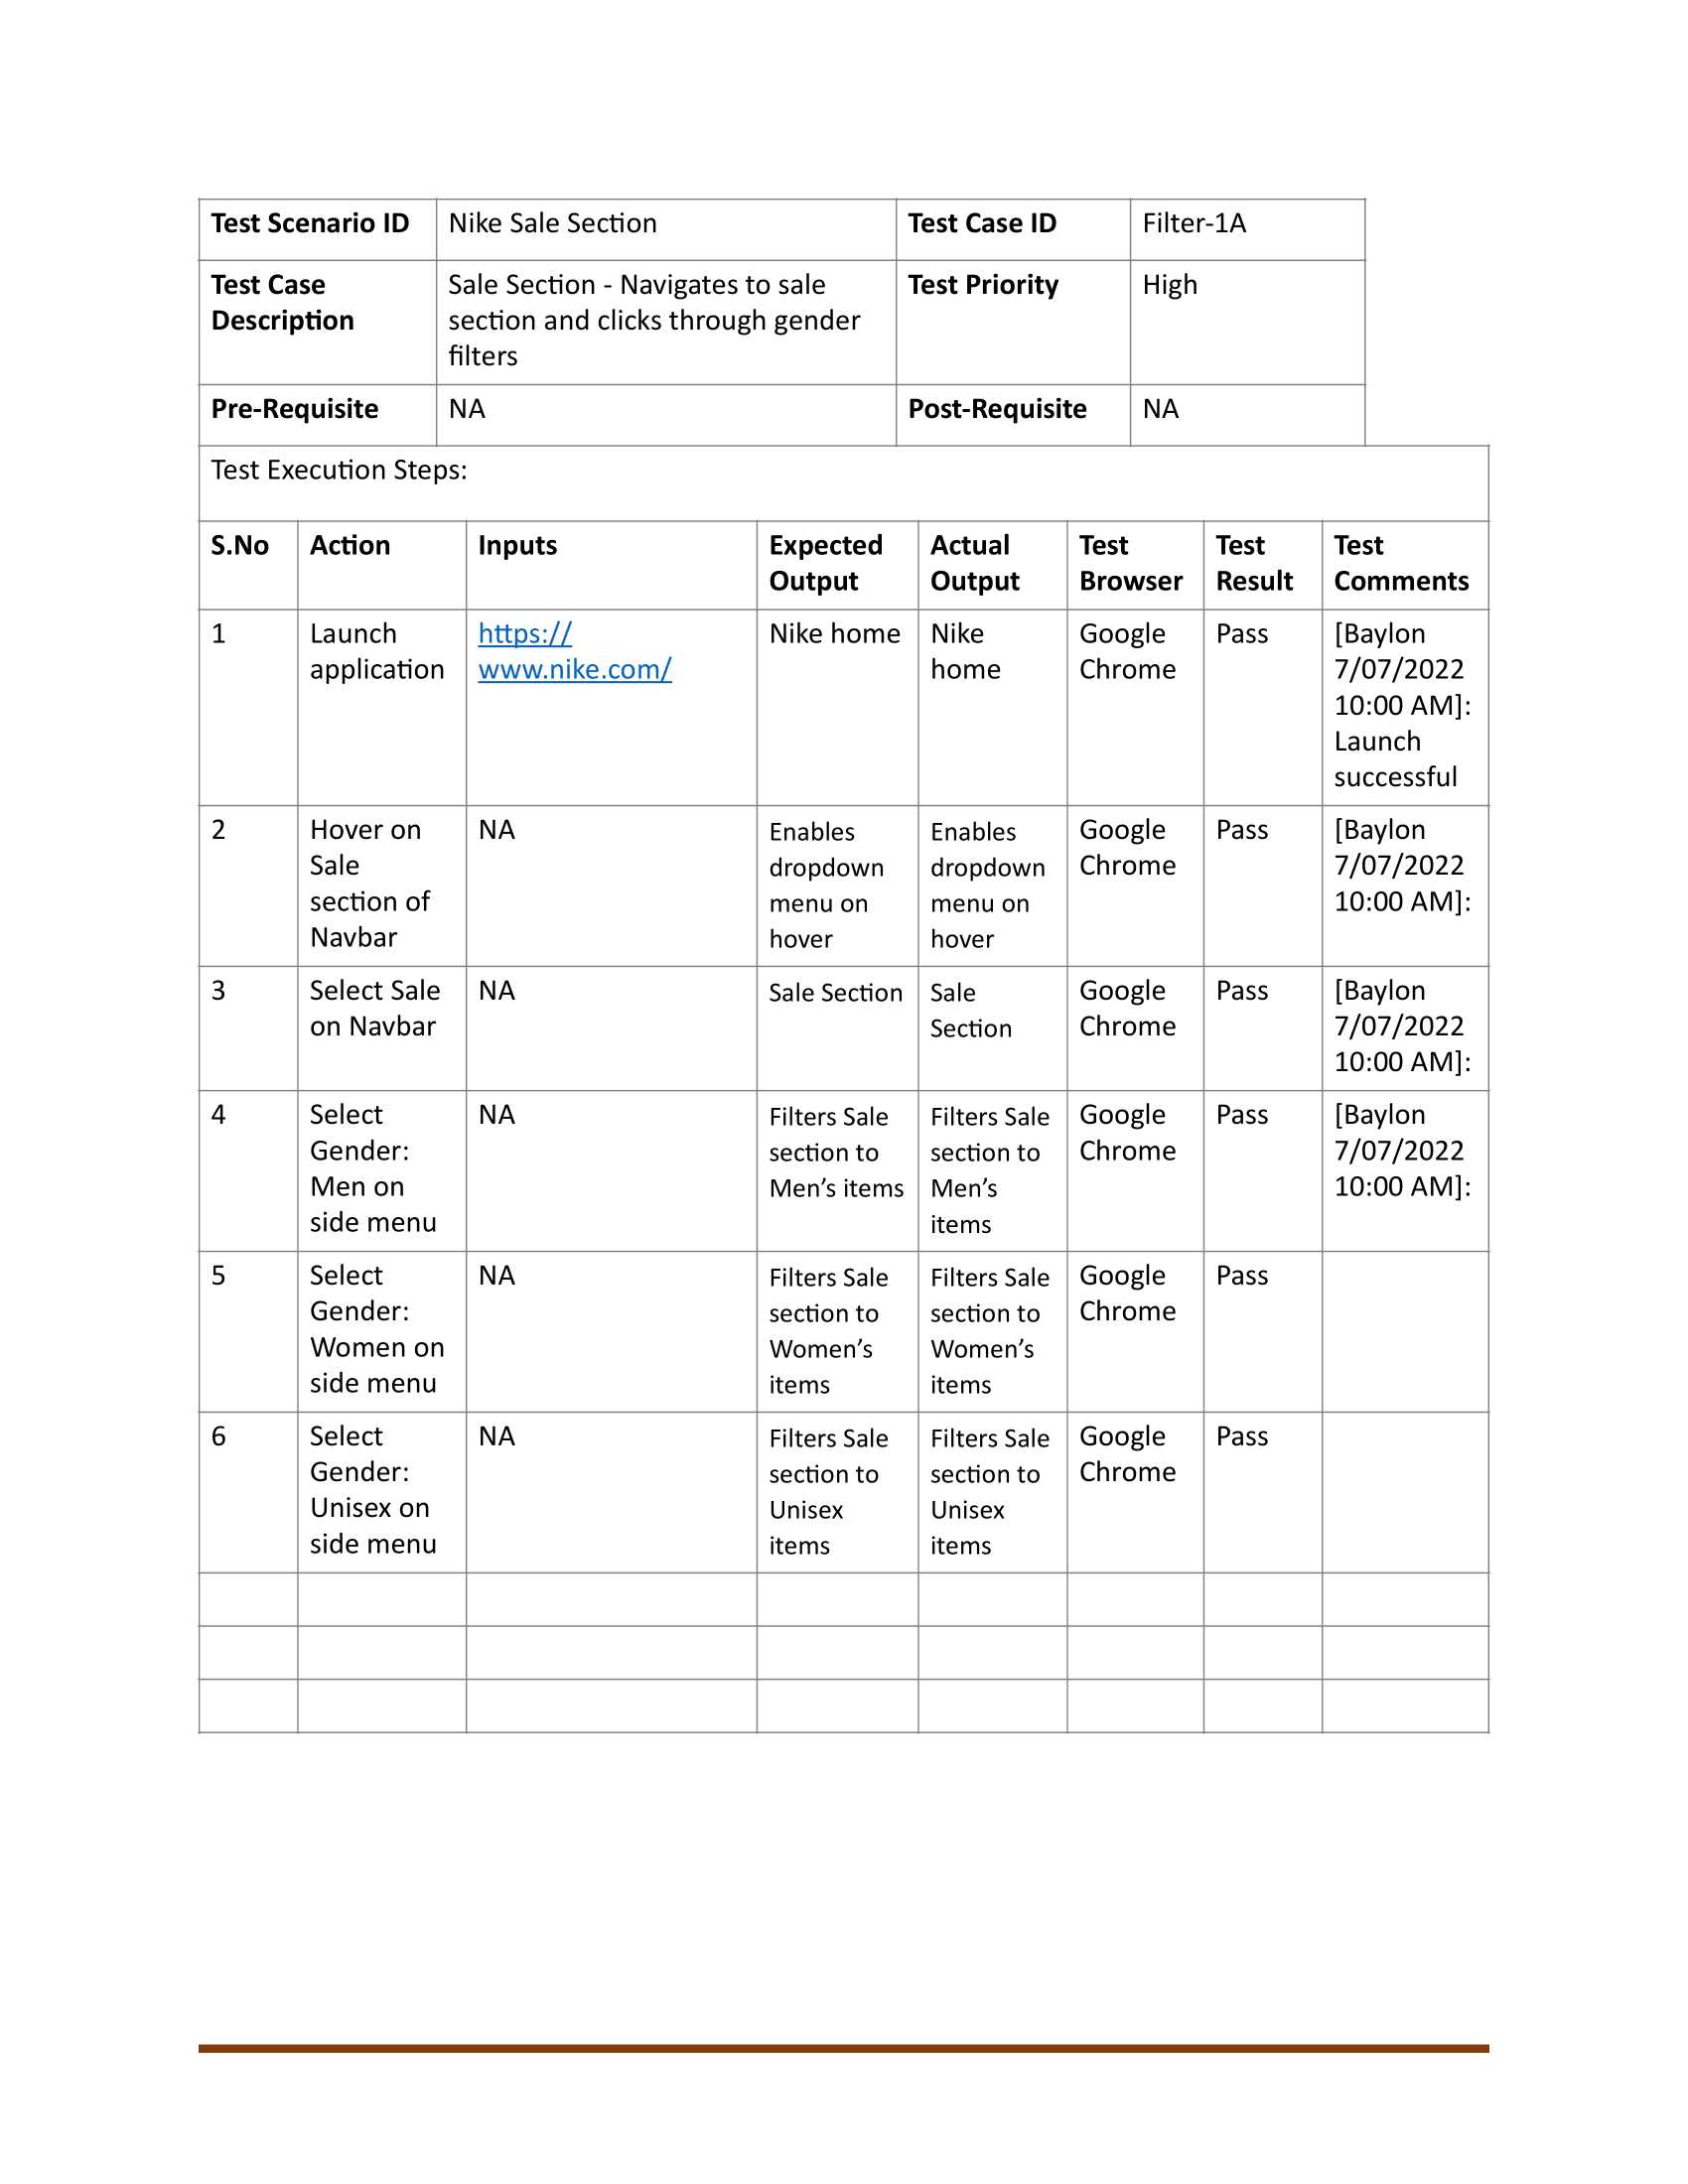 Test Scenario ID Nike Sale Section Test Case ID Filter-1A
Test Case Description Sale Section - Navigates to sale section and clicks through gender filters Test Priority High
Pre-Requisite NA Post-Requisite NA
Test Execution Steps:
S.No Action Inputs Expected Output Actual Output Test Browser Test Result Test Comments
1 Launch application https://www.nike.com/ Nike home Nike home Google Chrome Pass [Baylon 7/07/2022 10:00 AM]: Launch successful
2 Hover on Sale section of Navbar NA Enables dropdown menu on hover Enables dropdown menu on hover Google Chrome Pass [Baylon 7/07/2022 10:00 AM]:
3 Select Sale on Navbar NA Sale Section Sale Section Google Chrome Pass [Baylon 7/07/2022 10:00 AM]:
4 Select Gender: Men on side menu NA Filters Sale section to Men’s items Filters Sale section to Men’s items Google Chrome Pass [Baylon 7/07/2022 10:00 AM]:
5 Select Gender: Women on side menu NA Filters Sale section to Women’s items Filters Sale section to Women’s items Google Chrome Pass
6 Select Gender: Unisex on side menu NA Filters Sale section to Unisex items Filters Sale section to Unisex items Google Chrome Pass